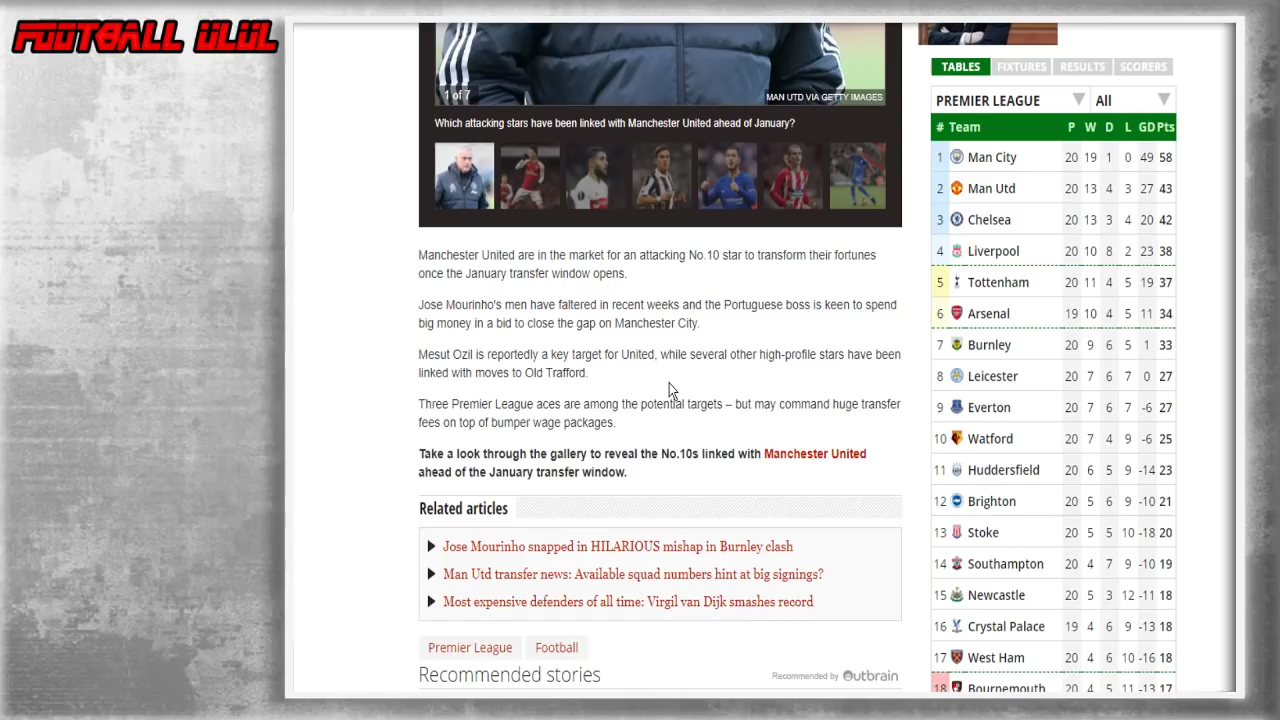 FOOTBALL ULUL
1 of 7
MAN UTD VIA GETTY IMAGES
Which attacking stars have been linked with Manchester United ahead of January?
Manchester United are in the market for an attacking No.10 star to transform their fortunes
once the January transfer window opens.
Jose Mourinho's men have faltered in recent weeks and the Portuguese boss is keen to spend
big money in a bid to close the gap on Manchester City.
Mesut Ozil is reportedly a key target for United, while several other high-profile stars have been
linked with moves to Old Trafford.
Three Premier League aces are among the potential targets – but may command huge transfer
fees on top of bumper wage packages.
Take a look through the gallery to reveal the No.10s linked with Manchester United
ahead of the January transfer window.
Related articles
Jose Mourinho snapped in HILARIOUS mishap in Burnley clash
Man Utd transfer news: Available squad numbers hint at big signings?
Most expensive defenders of all time: Virgil van Dijk smashes record
Premier League Football
Recommended stories
Recommended by Outbrain
TABLES FIXTURES RESULTS SCORERS
PREMIER LEAGUE All
# Team P W D L GD Pts
1 Man City 20 19 1 0 49 58
2 Man Utd 20 13 4 3 27 43
3 Chelsea 20 13 3 4 20 42
4 Liverpool 20 10 8 2 23 38
5 Tottenham 20 11 4 5 19 37
6 Arsenal 19 10 4 5 11 34
7 Burnley 20 9 6 5 1 33
8 Leicester 20 7 6 7 0 27
9 Everton 20 7 6 7 -6 27
10 Watford 20 7 4 9 -6 25
11 Huddersfield 20 6 5 9 -14 23
12 Brighton 20 5 6 9 -10 21
13 Stoke 20 5 5 10 -18 20
14 Southampton 20 4 7 9 -10 19
15 Newcastle 20 5 3 12 -11 18
16 Crystal Palace 19 4 6 9 -13 18
17 West Ham 20 4 6 10 -16 18
18 Bournemouth 20 4 5 11 -13 17